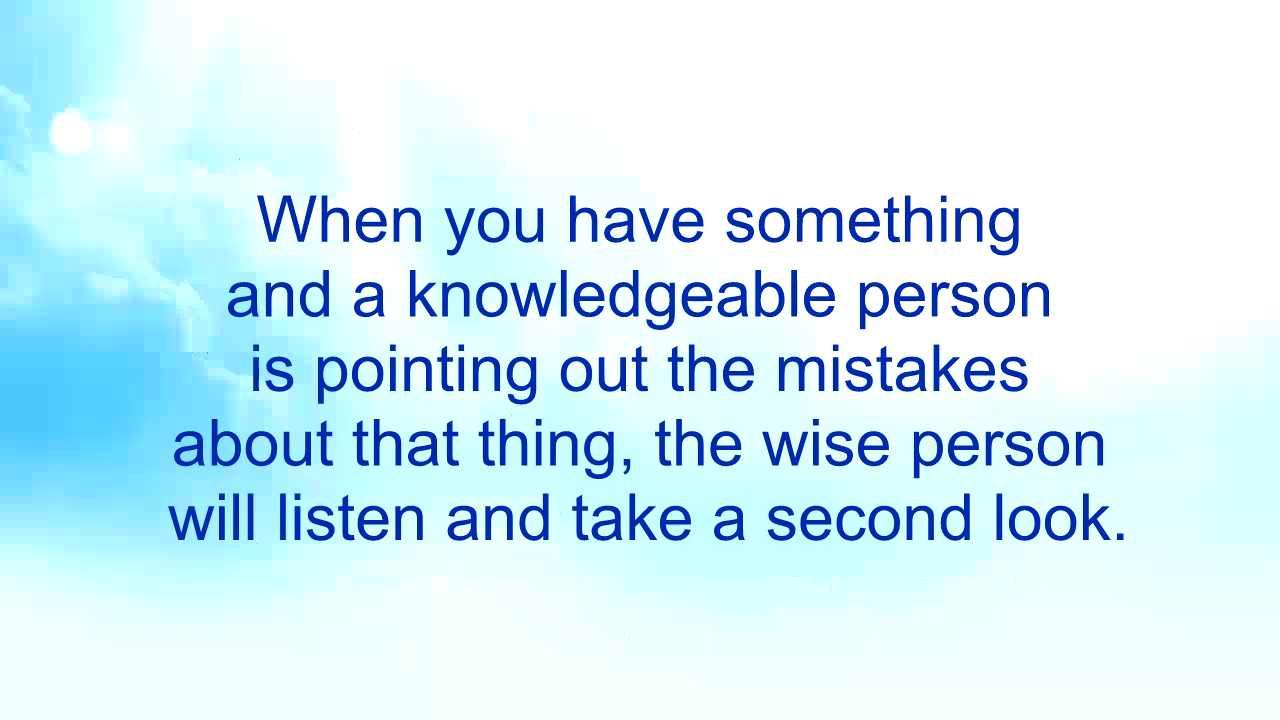 When you have something
and a knowledgeable person
is pointing out the mistakes
about that thing, the wise person
will listen and take a second look.